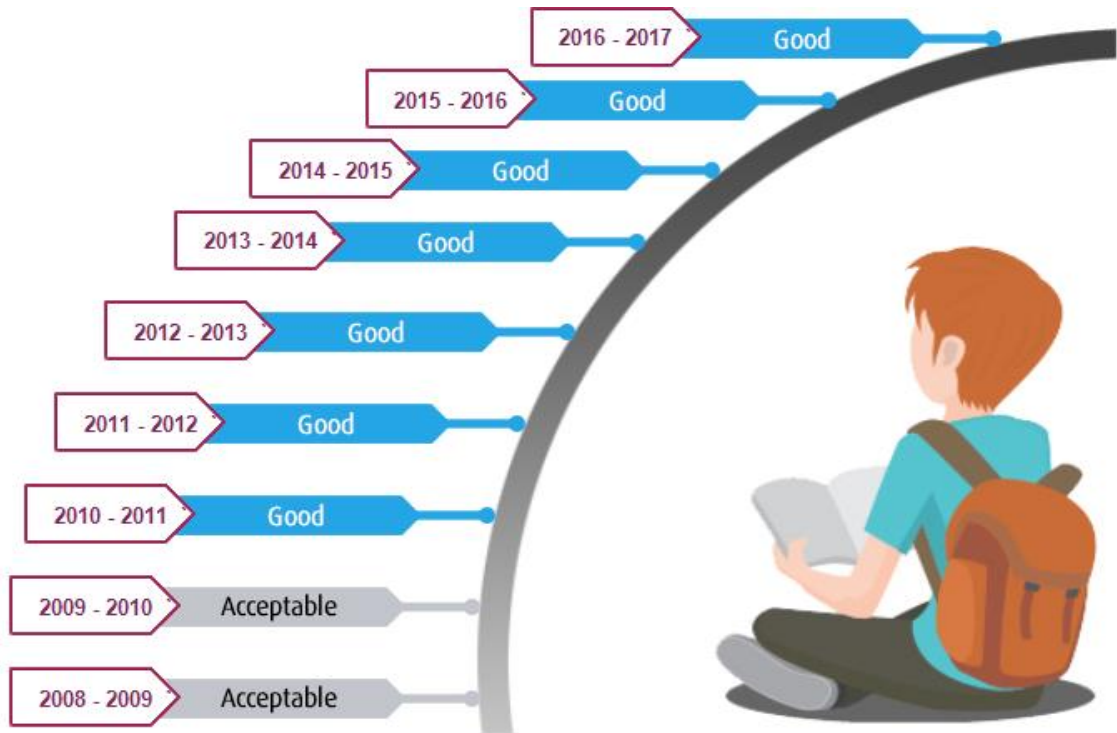 2016 - 2017 Good
2015 - 2016 Good
2014 - 2015 Good
2013 - 2014 Good
2012 - 2013 Good
2011 - 2012 Good
2010 - 2011 Good
2009 - 2010 Acceptable
2008 - 2009 Acceptable